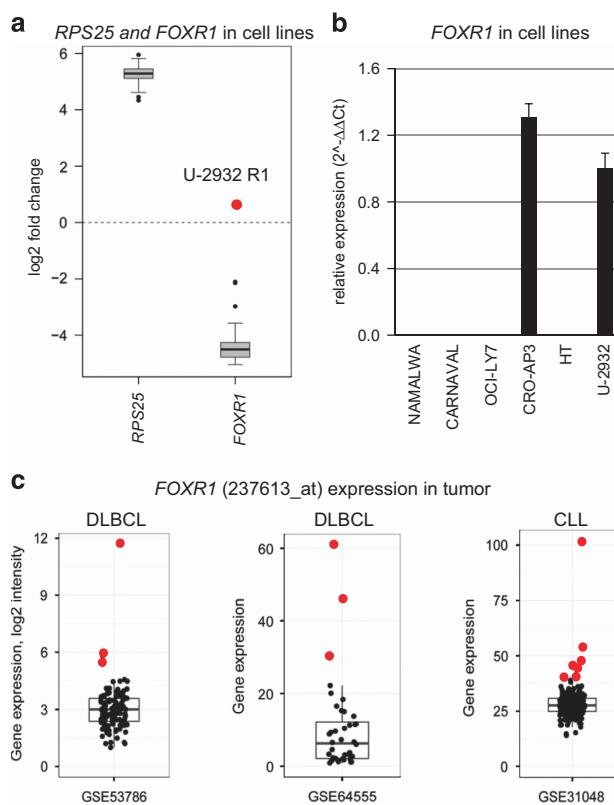 a
RPS25 and FOXR1 in cell lines
log2 fold change
6
4
2
0
−2
−4
U-2932 R1
RPS25
FOXR1
b
FOXR1 in cell lines
relative expression (2^-ΔΔCt)
1.6
1.2
0.8
0.4
0.0
NAMALWA
CARNAVAL
OCI-LY7
CRO-AP3
HT
U-2932
c
FOXR1 (237613_at) expression in tumor
DLBCL
Gene expression, log2 intensity
12
9
6
3
0
GSE53786
DLBCL
Gene expression
60
40
20
0
GSE64555
CLL
Gene expression
100
75
50
25
0
GSE31048